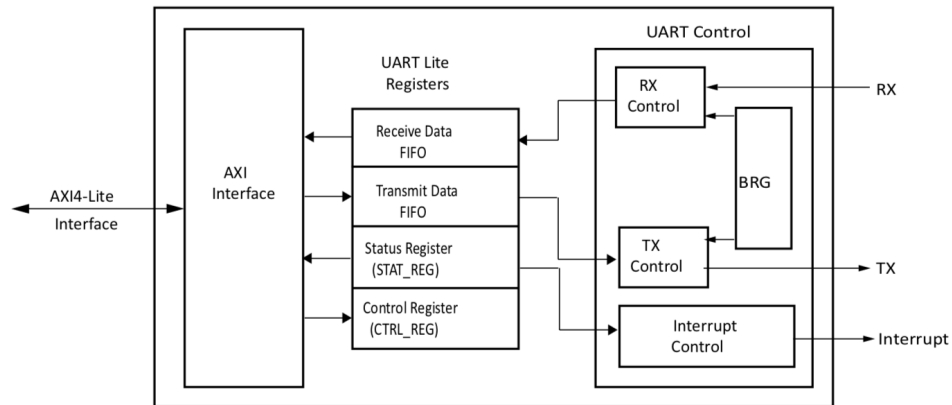 UART Control
UART Lite
Registers
RX
Control
RX
Receive Data
FIFO
AXI
Interface
BRG
Transmit Data
FIFO
AXI4-Lite
Interface
Status Register
(STAT_REG)
TX
Control
TX
Control Register
(CTRL_REG)
Interrupt
Control
Interrupt